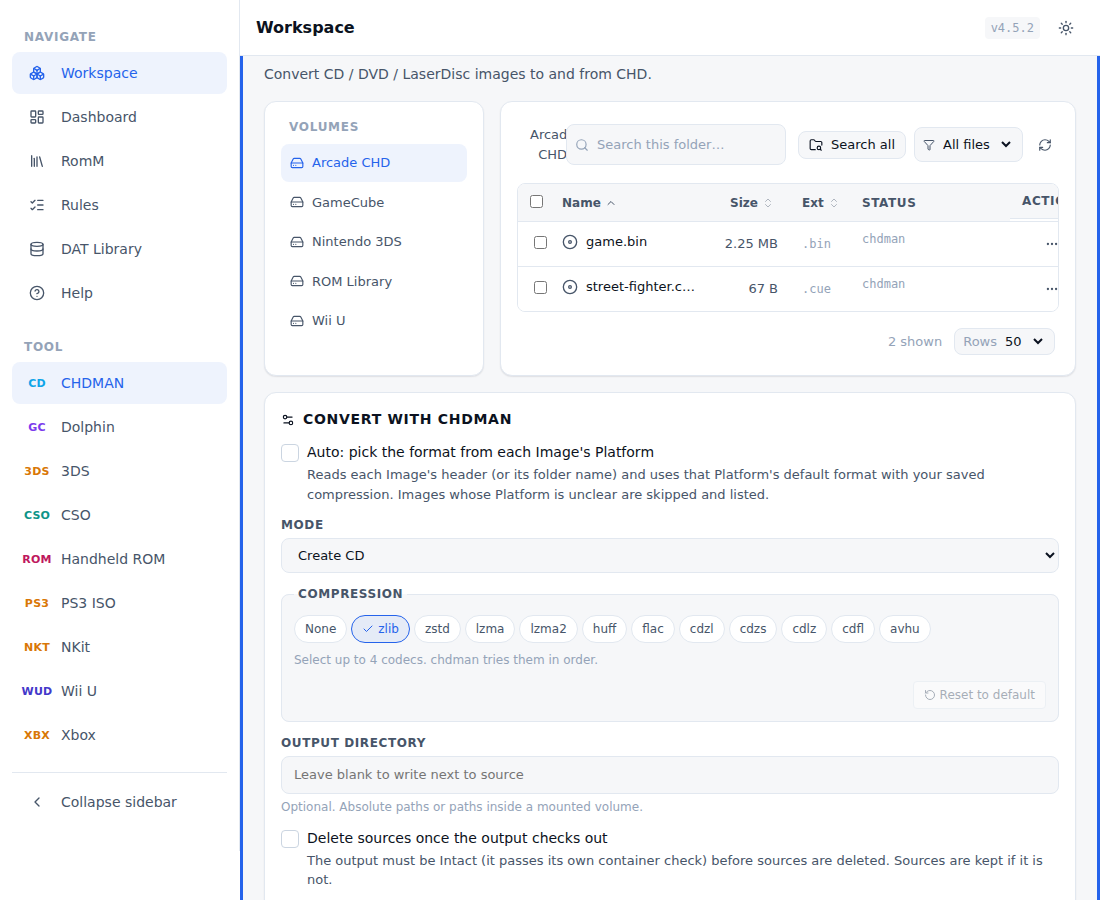 NAVIGATE
Workspace
Dashboard
RomM
Rules
DAT Library
Help
TOOL
CD CHDMAN
GC Dolphin
3DS 3DS
CSO CSO
ROM Handheld ROM
PS3 PS3 ISO
NKT NKit
WUD Wii U
XBX Xbox
Collapse sidebar
Workspace
v4.5.2
Convert CD / DVD / LaserDisc images to and from CHD.
VOLUMES
Arcade CHD
GameCube
Nintendo 3DS
ROM Library
Wii U
Arcad
CHD
Search this folder...
Search all
All files
Name Size Ext STATUS ACTIO
game.bin 2.25 MB .bin chdman ...
street-fighter.c... 67 B .cue chdman ...
2 shown Rows 50
CONVERT WITH CHDMAN
Auto: pick the format from each Image's Platform
Reads each Image's header (or its folder name) and uses that Platform's default format with your saved
compression. Images whose Platform is unclear are skipped and listed.
MODE
Create CD
COMPRESSION
None zlib zstd lzma lzma2 huff flac cdzl cdzs cdlz cdfl avhu
Select up to 4 codecs. chdman tries them in order.
Reset to default
OUTPUT DIRECTORY
Leave blank to write next to source
Optional. Absolute paths or paths inside a mounted volume.
Delete sources once the output checks out
The output must be Intact (it passes its own container check) before sources are deleted. Sources are kept if it is
not.